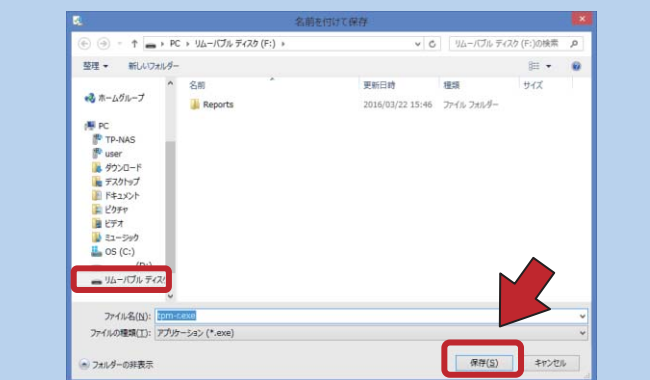 名前を付けて保存
PC リムーバブル ディスク (F:)
リムーバブル ディスク (F:)の検索
整理 新しいフォルダー
名前 更新日時 種類 サイズ
Reports 2016/03/22 15:46 ファイル フォルダー
ホームグループ
PC
TP-NAS
user
ダウンロード
デスクトップ
ドキュメント
ピクチャ
ビデオ
ミュージック
OS (C:)
(D:)
リムーバブル ディスク
ファイル名(N): tpm-c.exe
ファイルの種類(T): アプリケーション (*.exe)
フォルダーの非表示 保存(S) キャンセル